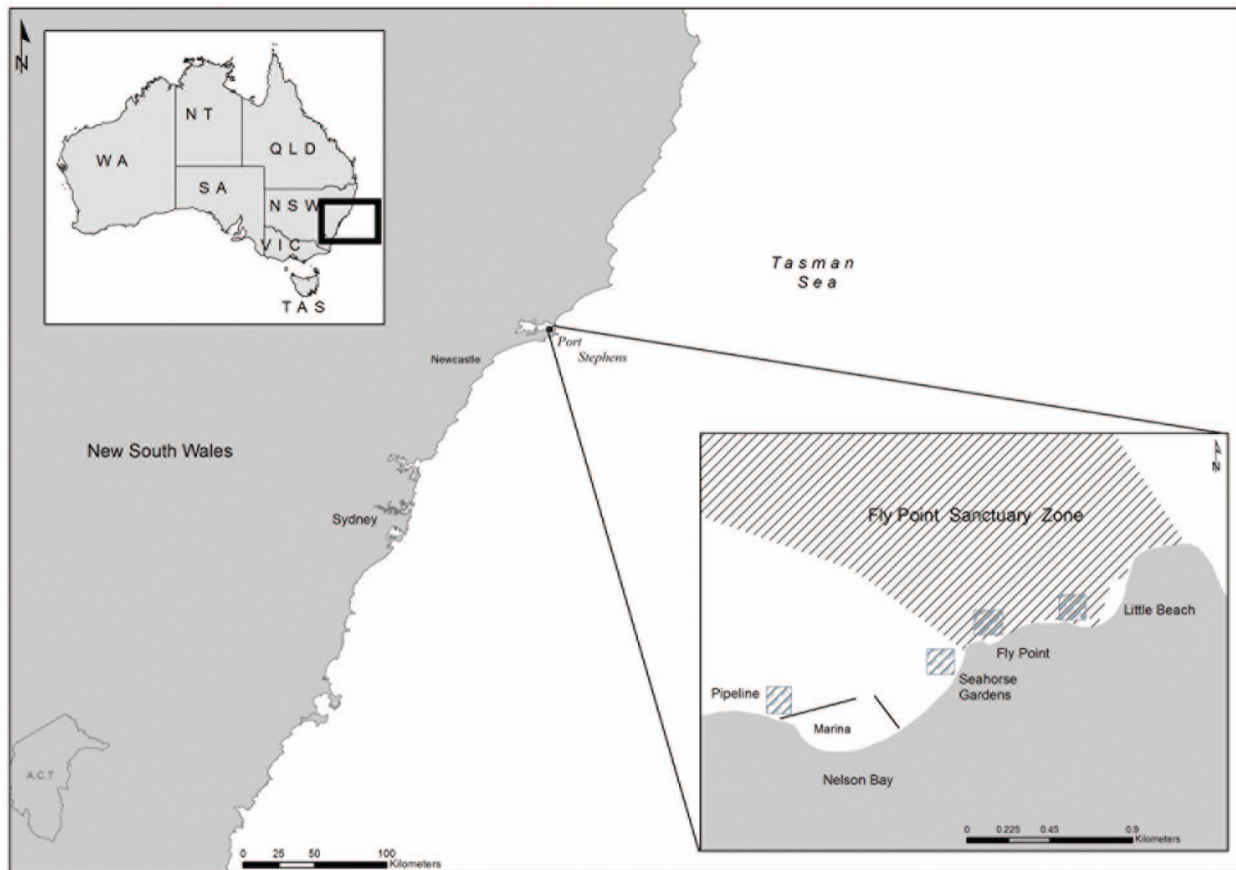 N
N T
W A
Q L D
S A
N S W
V I C
T A S
Tasman
Sea
Port
Stephens
Newcastle
New South Wales
Sydney
A.C.T
0 25 50 100
Kilometers
N
Fly Point Sanctuary Zone
Little Beach
Fly Point
Seahorse
Gardens
Pipeline
Marina
Nelson Bay
0 0.225 0.45 0.9
Kilometers